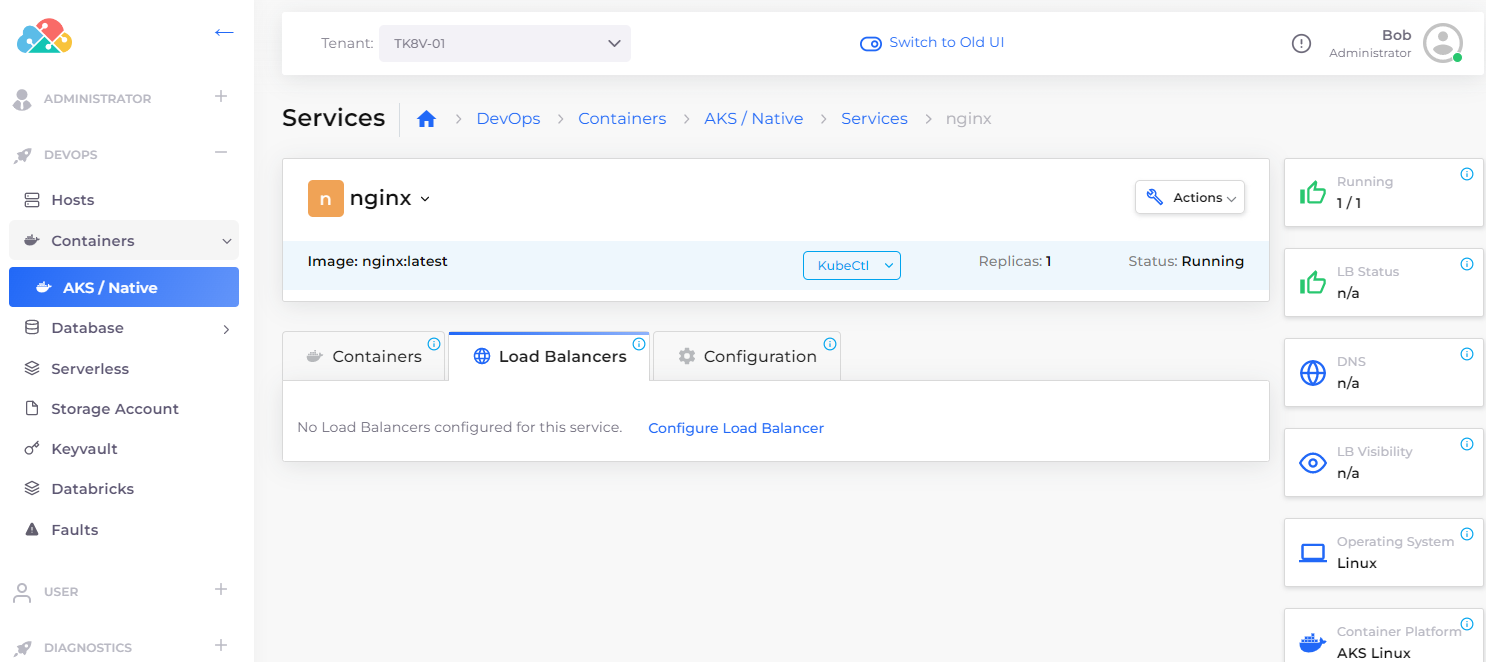 Tenant: TK8V-01
Switch to Old UI
Bob
Administrator
ADMINISTRATOR
DEVOPS
Hosts
Containers
AKS / Native
Database
Serverless
Storage Account
Keyvault
Databricks
Faults
USER
DIAGNOSTICS
Services
DevOps > Containers > AKS / Native > Services > nginx
n nginx
Actions
Image: nginx:latest
KubeCtl
Replicas: 1
Status: Running
Containers
Load Balancers
Configuration
No Load Balancers configured for this service. Configure Load Balancer
Running
1 / 1
LB Status
n/a
DNS
n/a
LB Visibility
n/a
Operating System
Linux
Container Platform
AKS Linux